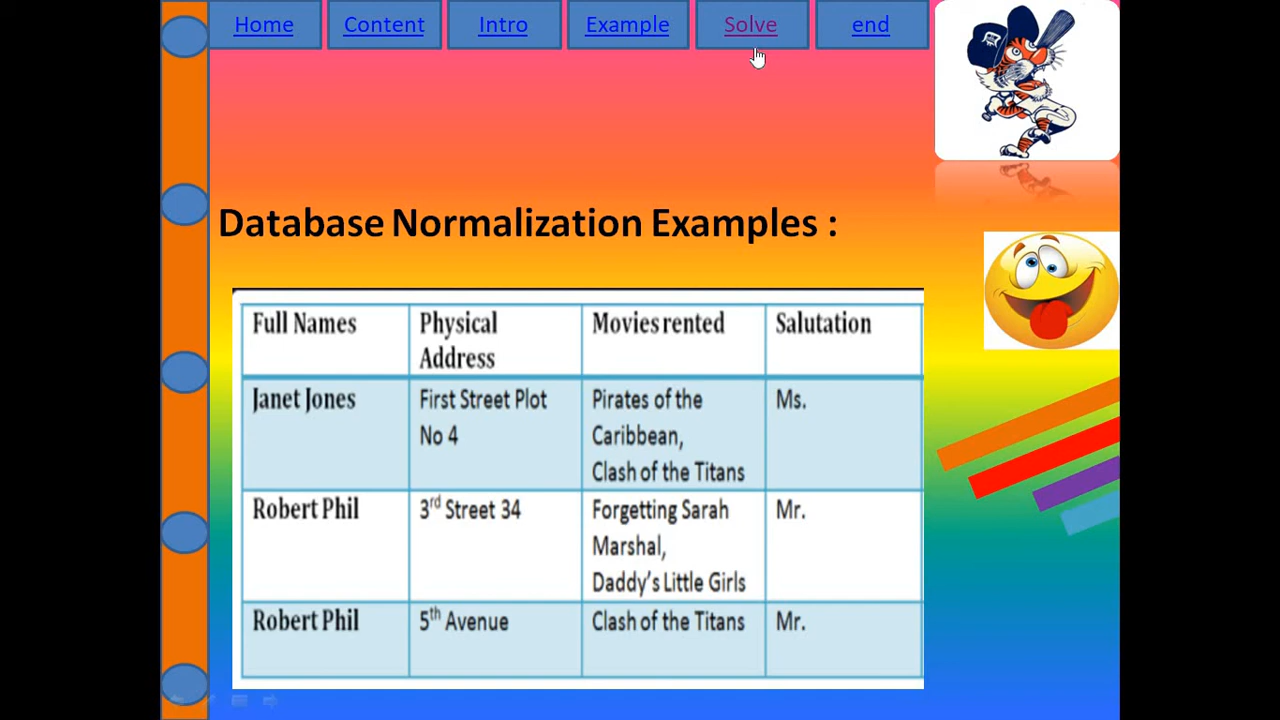 Home Content Intro Example Solve end
Database Normalization Examples :
Full Names Physical Address Movies rented Salutation
Janet Jones First Street Plot No 4 Pirates of the Caribbean, Clash of the Titans Ms.
Robert Phil 3rd Street 34 Forgetting Sarah Marshal, Daddy's Little Girls Mr.
Robert Phil 5th Avenue Clash of the Titans Mr.